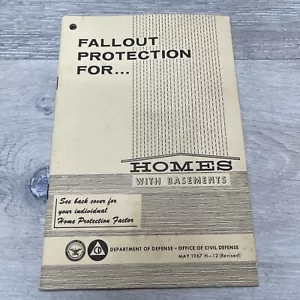 FALLOUT
PROTECTION
FOR...
HOMES
WITH BASEMENTS
See back cover for
your individual
Home Protection Factor
CD
DEPARTMENT OF DEFENSE • OFFICE OF CIVIL DEFENSE
MAY 1967 H-12 (Revised)